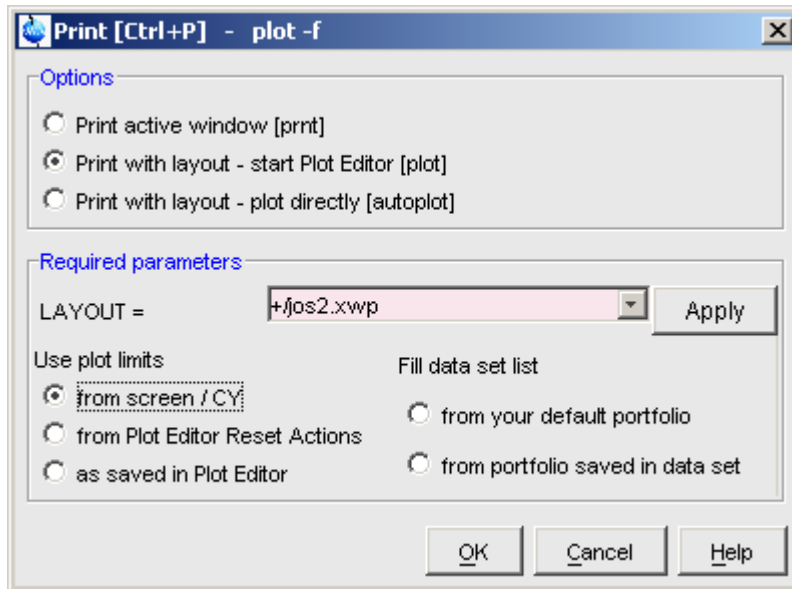 Print [Ctrl+P] - plot -f
Options
Print active window [prnt]
Print with layout - start Plot Editor [plot]
Print with layout - plot directly [autoplot]
Required parameters
LAYOUT = +/jos2.xwp Apply
Use plot limits
from screen / CY
from Plot Editor Reset Actions
as saved in Plot Editor
Fill data set list
from your default portfolio
from portfolio saved in data set
OK Cancel Help